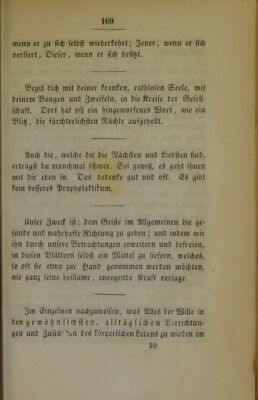 169
wenn er zu sich selbst wiederkehrt; Jener, wenn er sich
verliert, Dieser, wenn er sich besitzt.
Begib dich mit deiner kranken, rathlosen Seele, mit
deinem Bangen und Zweifeln, in die Kreise der Gesell-
schaft. Dort hat oft ein hingeworfenes Wort, wie ein
Blitz, die fürchterlichsten Nächte aufgehellt.
Auch die, welche dir die Nächsten und Liebsten sind,
erträgst du manchmal schwer. Sei gewiß, es geht ihnen
mit dir eben so. Das bedenke gut und oft. Es gibt
kein besseres Prophylaktikum.
Unser Zweck ist: dem Geiste im Allgemeinen die ge-
sunde und wahrhafte Richtung zu geben; und indem wir
ihn durch unsere Betrachtungen erweitern und befreien,
in diesen Blättern selbst ein Mittel zu liefern, welches,
so oft sie etwa zur Hand genommen werden möchten,
nie ganz seine heilsame, anregende Kraft versage.
Im Einzelnen nachzuweisen, was Alles der Wille in
den gewöhnlichsten, alltäglichen Verrichtun-
gen und Zuständen des körperlichen Lebens zu wirken im
10